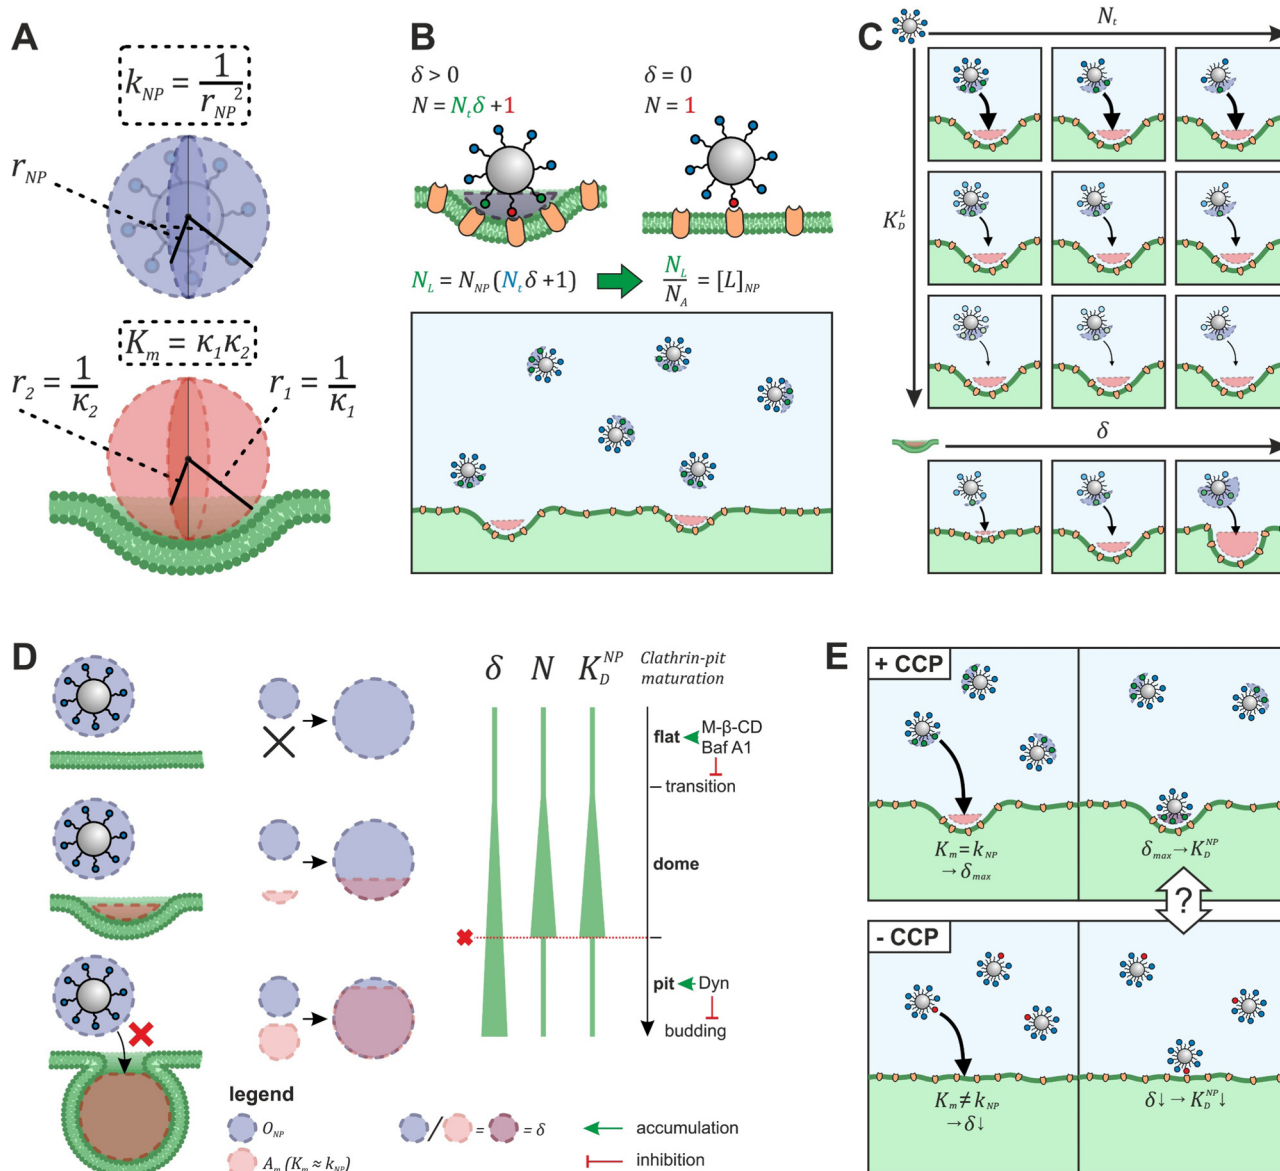 A
k_NP = 1/r_NP²
r_NP
K_m = κ₁κ₂
r₂ = 1/κ₂
r₁ = 1/κ₁
B
δ > 0
N = N_tδ + 1
δ = 0
N = 1
N_L = N_NP (N_tδ + 1)
N_L/N_A = [L]_NP
C
N_t
K_D^L
δ
D
δ N K_D^NP Clathrin-pit
maturation
flat
M-β-CD
Baf A1
transition
dome
pit
Dyn
budding
legend
O_NP
A_m (K_m ≈ k_NP)
/ = = δ
accumulation
inhibition
E
+ CCP
K_m = k_NP
→ δ_max
δ_max → K_D^NP
?
- CCP
K_m ≠ k_NP
→ δ↓
δ↓ → K_D^NP↓